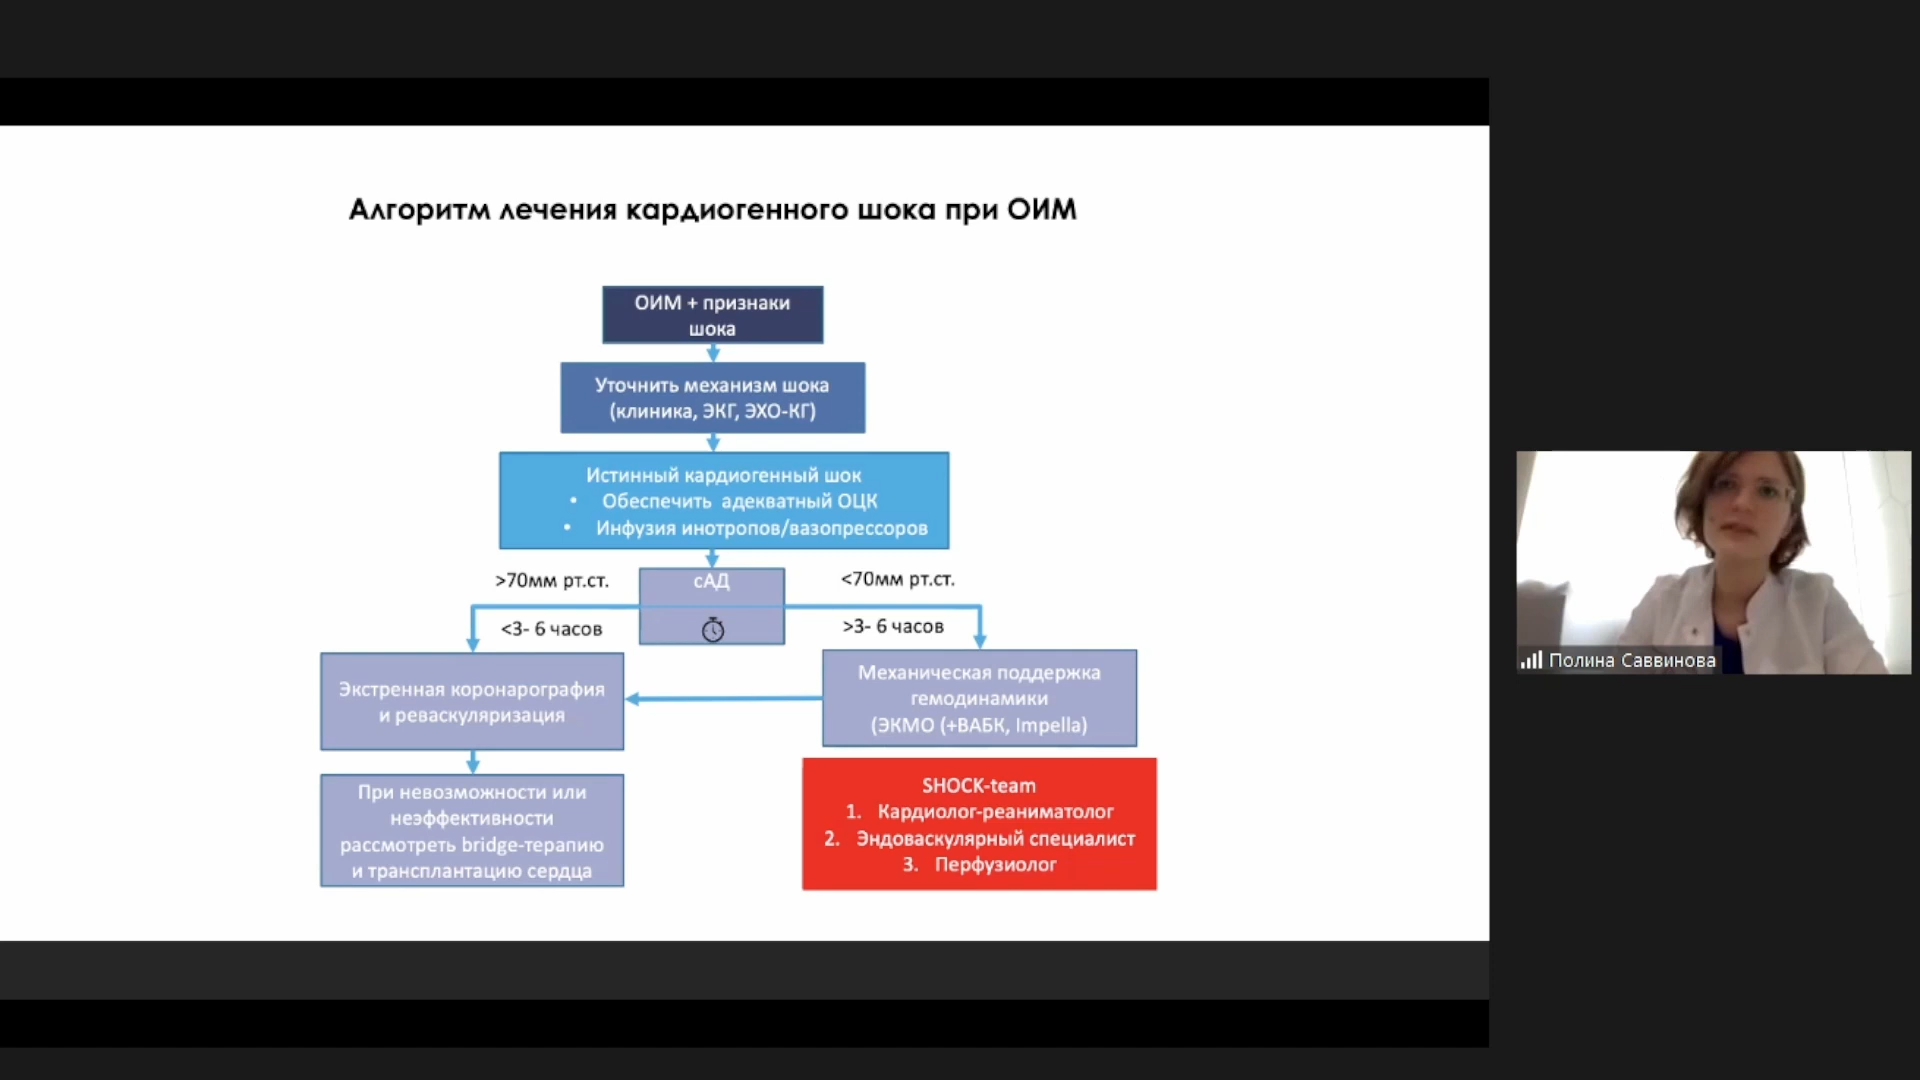 Алгоритм лечения кардиогенного шока при ОИМ
ОИМ + признаки
шока
Уточнить механизм шока
(клиника, ЭКГ, ЭХО-КГ)
Истинный кардиогенный шок
• Обеспечить адекватный ОЦК
• Инфузия инотропов/вазопрессоров
>70мм рт.ст.
сАД
<70мм рт.ст.
<3- 6 часов
>3- 6 часов
Экстренная коронарография
и реваскуляризация
Механическая поддержка
гемодинамики
(ЭКМО (+ВАБК, Impella)
При невозможности или
неэффективности
рассмотреть bridge-терапию
и трансплантацию сердца
SHOCK-team
1. Кардиолог-реаниматолог
2. Эндоваскулярный специалист
3. Перфузиолог
Полина Саввинова